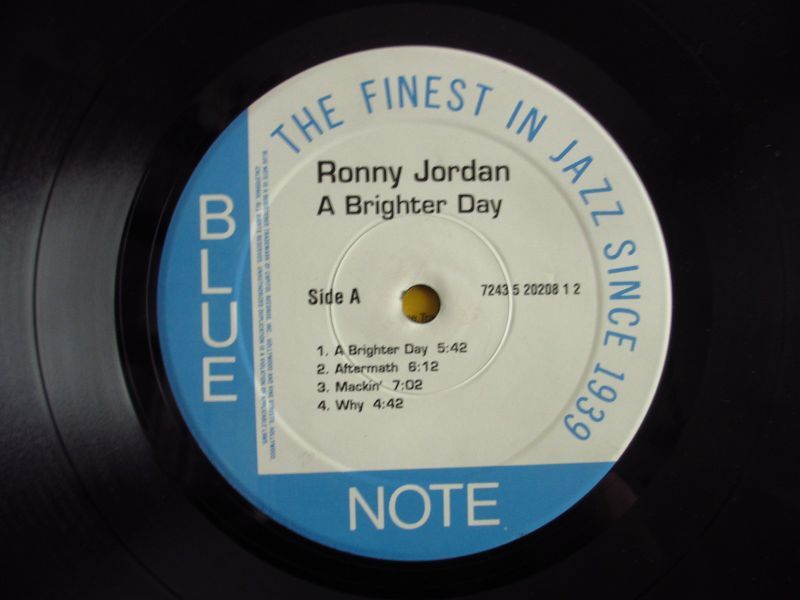 THE FINEST IN JAZZ SINCE 1939
BLUE
NOTE
Ronny Jordan
A Brighter Day
Side A
7243 5 20208 1 2
1. A Brighter Day 5:42
2. Aftermath 6:12
3. Mackin' 7:02
4. Why 4:42